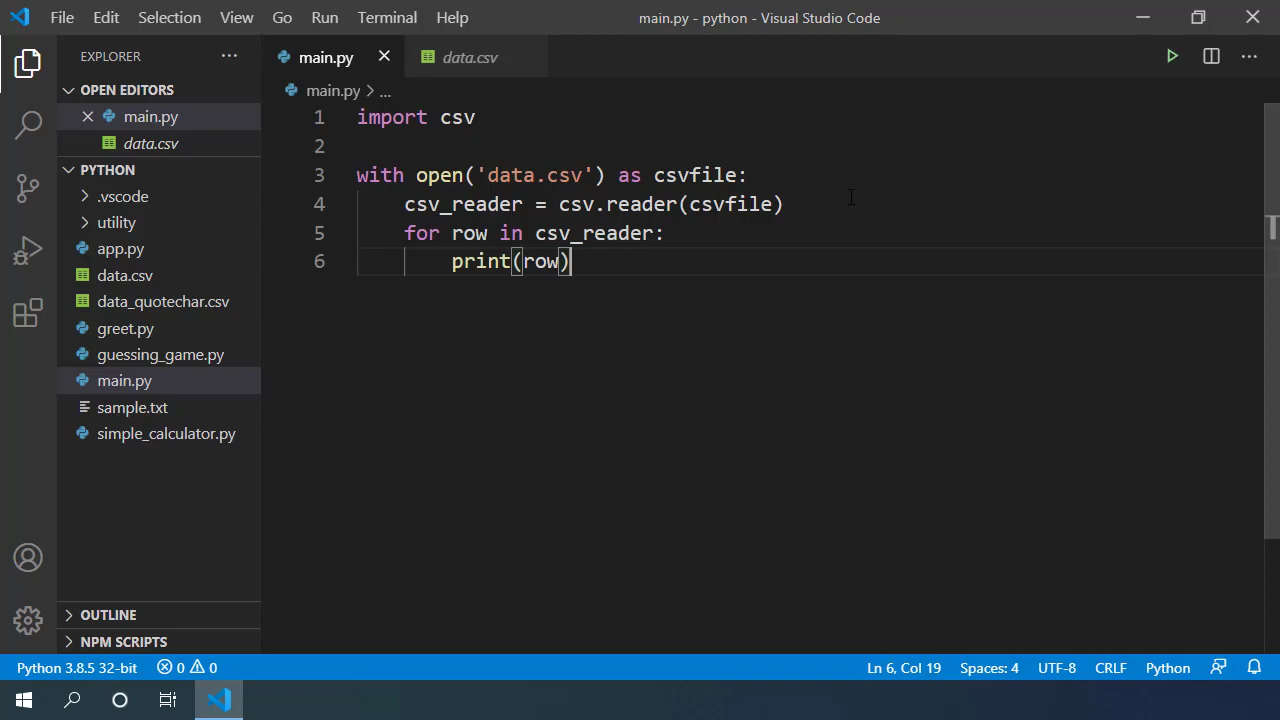 File Edit Selection View Go Run Terminal Help main.py - python - Visual Studio Code
EXPLORER ...
OPEN EDITORS
main.py
data.csv
PYTHON
.vscode
utility
app.py
data.csv
data_quotechar.csv
greet.py
guessing_game.py
main.py
sample.txt
simple_calculator.py
OUTLINE
NPM SCRIPTS
main.py data.csv
main.py > ...
1 import csv
2
3 with open('data.csv') as csvfile:
4     csv_reader = csv.reader(csvfile)
5     for row in csv_reader:
6         print(row)
Python 3.8.5 32-bit 0 0 Ln 6, Col 19 Spaces: 4 UTF-8 CRLF Python